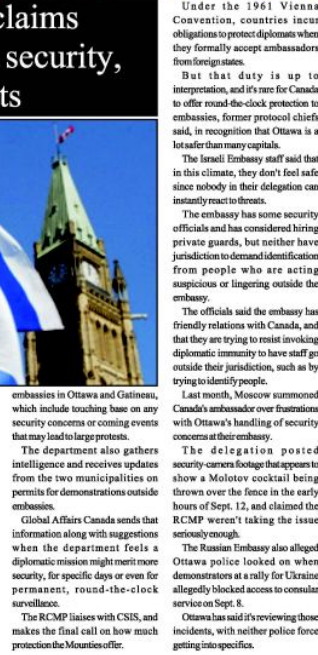 claims
security,
ts
embassies in Ottawa and Gatineau,
which include touching base on any
security concerns or coming events
that may lead to large protests.
The department also gathers
intelligence and receives updates
from the two municipalities on
permits for demonstrations outside
embassies.
Global Affairs Canada sends that
information along with suggestions
when the department feels a
diplomatic mission might merit more
security, for specific days or even for
permanent, round-the-clock
surveillance.
The RCMP liaises with CSIS, and
makes the final call on how much
protection the Mounties offer.
Under the 1961 Vienna
Convention, countries incur
obligations to protect diplomats when
they formally accept ambassadors
from foreign states.
But that duty is up to
interpretation, and it's rare for Canada
to offer round-the-clock protection to
embassies, former protocol chiefs
said, in recognition that Ottawa is a
lot safer than many capitals.
The Israeli Embassy staff said that
in this climate, they don't feel safe
since nobody in their delegation can
instantly react to threats.
The embassy has some security
officials and has considered hiring
private guards, but neither have
jurisdiction to demand identification
from people who are acting
suspicious or lingering outside the
embassy.
The officials said the embassy has
friendly relations with Canada, and
that they are trying to resist invoking
diplomatic immunity to have staff go
outside their jurisdiction, such as by
trying to identify people.
Last month, Moscow summoned
Canada's ambassador over frustrations
with Ottawa's handling of security
concerns at their embassy.
The delegation posted
security-camera footage that appears to
show a Molotov cocktail being
thrown over the fence in the early
hours of Sept. 12, and claimed the
RCMP weren't taking the issue
seriously enough.
The Russian Embassy also alleged
Ottawa police looked on when
demonstrators at a rally for Ukraine
allegedly blocked access to consular
service on Sept. 8.
Ottawa has said it's reviewing those
incidents, with neither police force
getting into specifics.